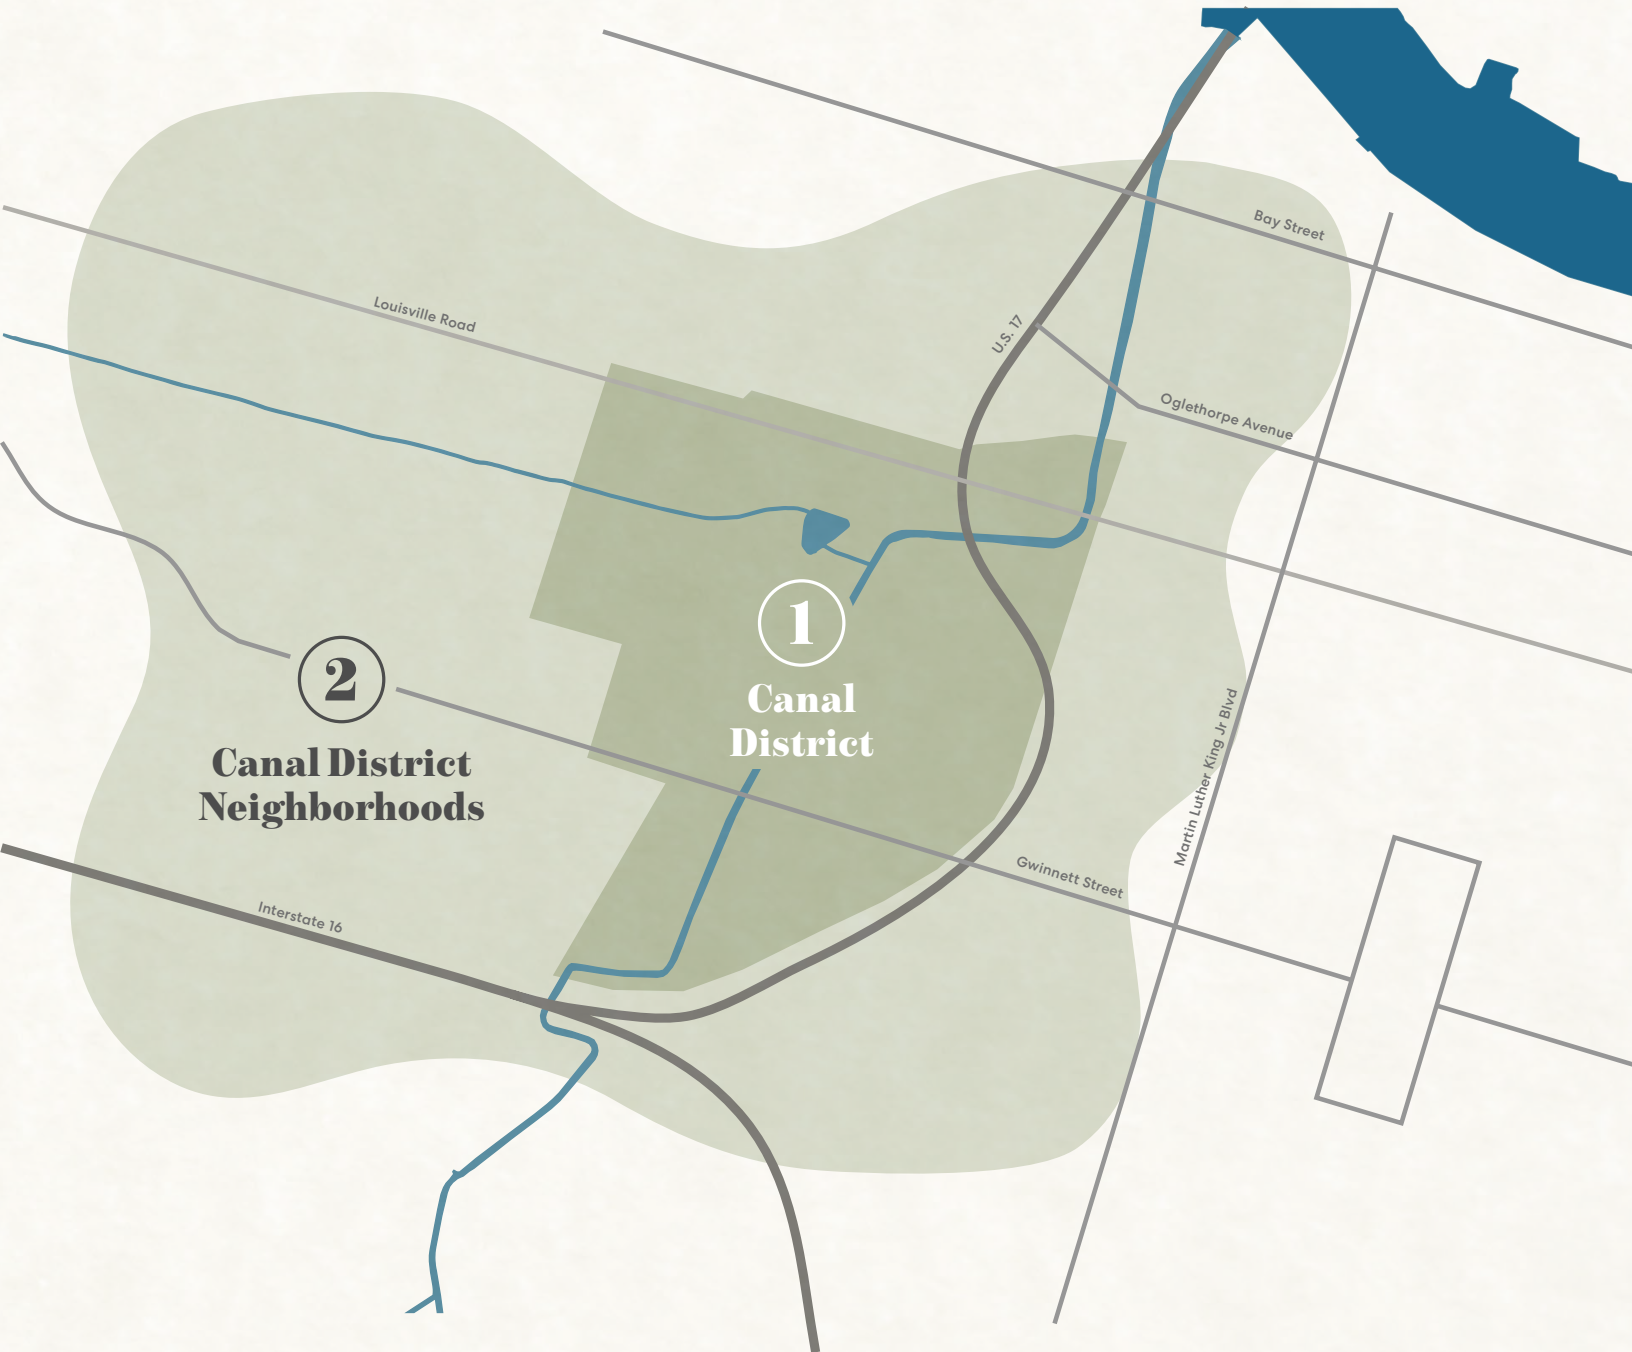 Bay Street
Louisville Road
U.S. 17
Oglethorpe Avenue
1
Canal
District
2
Canal District
Neighborhoods
Martin Luther King Jr Blvd
Gwinnett Street
Interstate 16